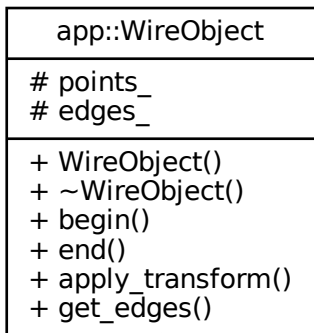 app::WireObject
# points_
# edges_
+ WireObject()
+ ~WireObject()
+ begin()
+ end()
+ apply_transform()
+ get_edges()